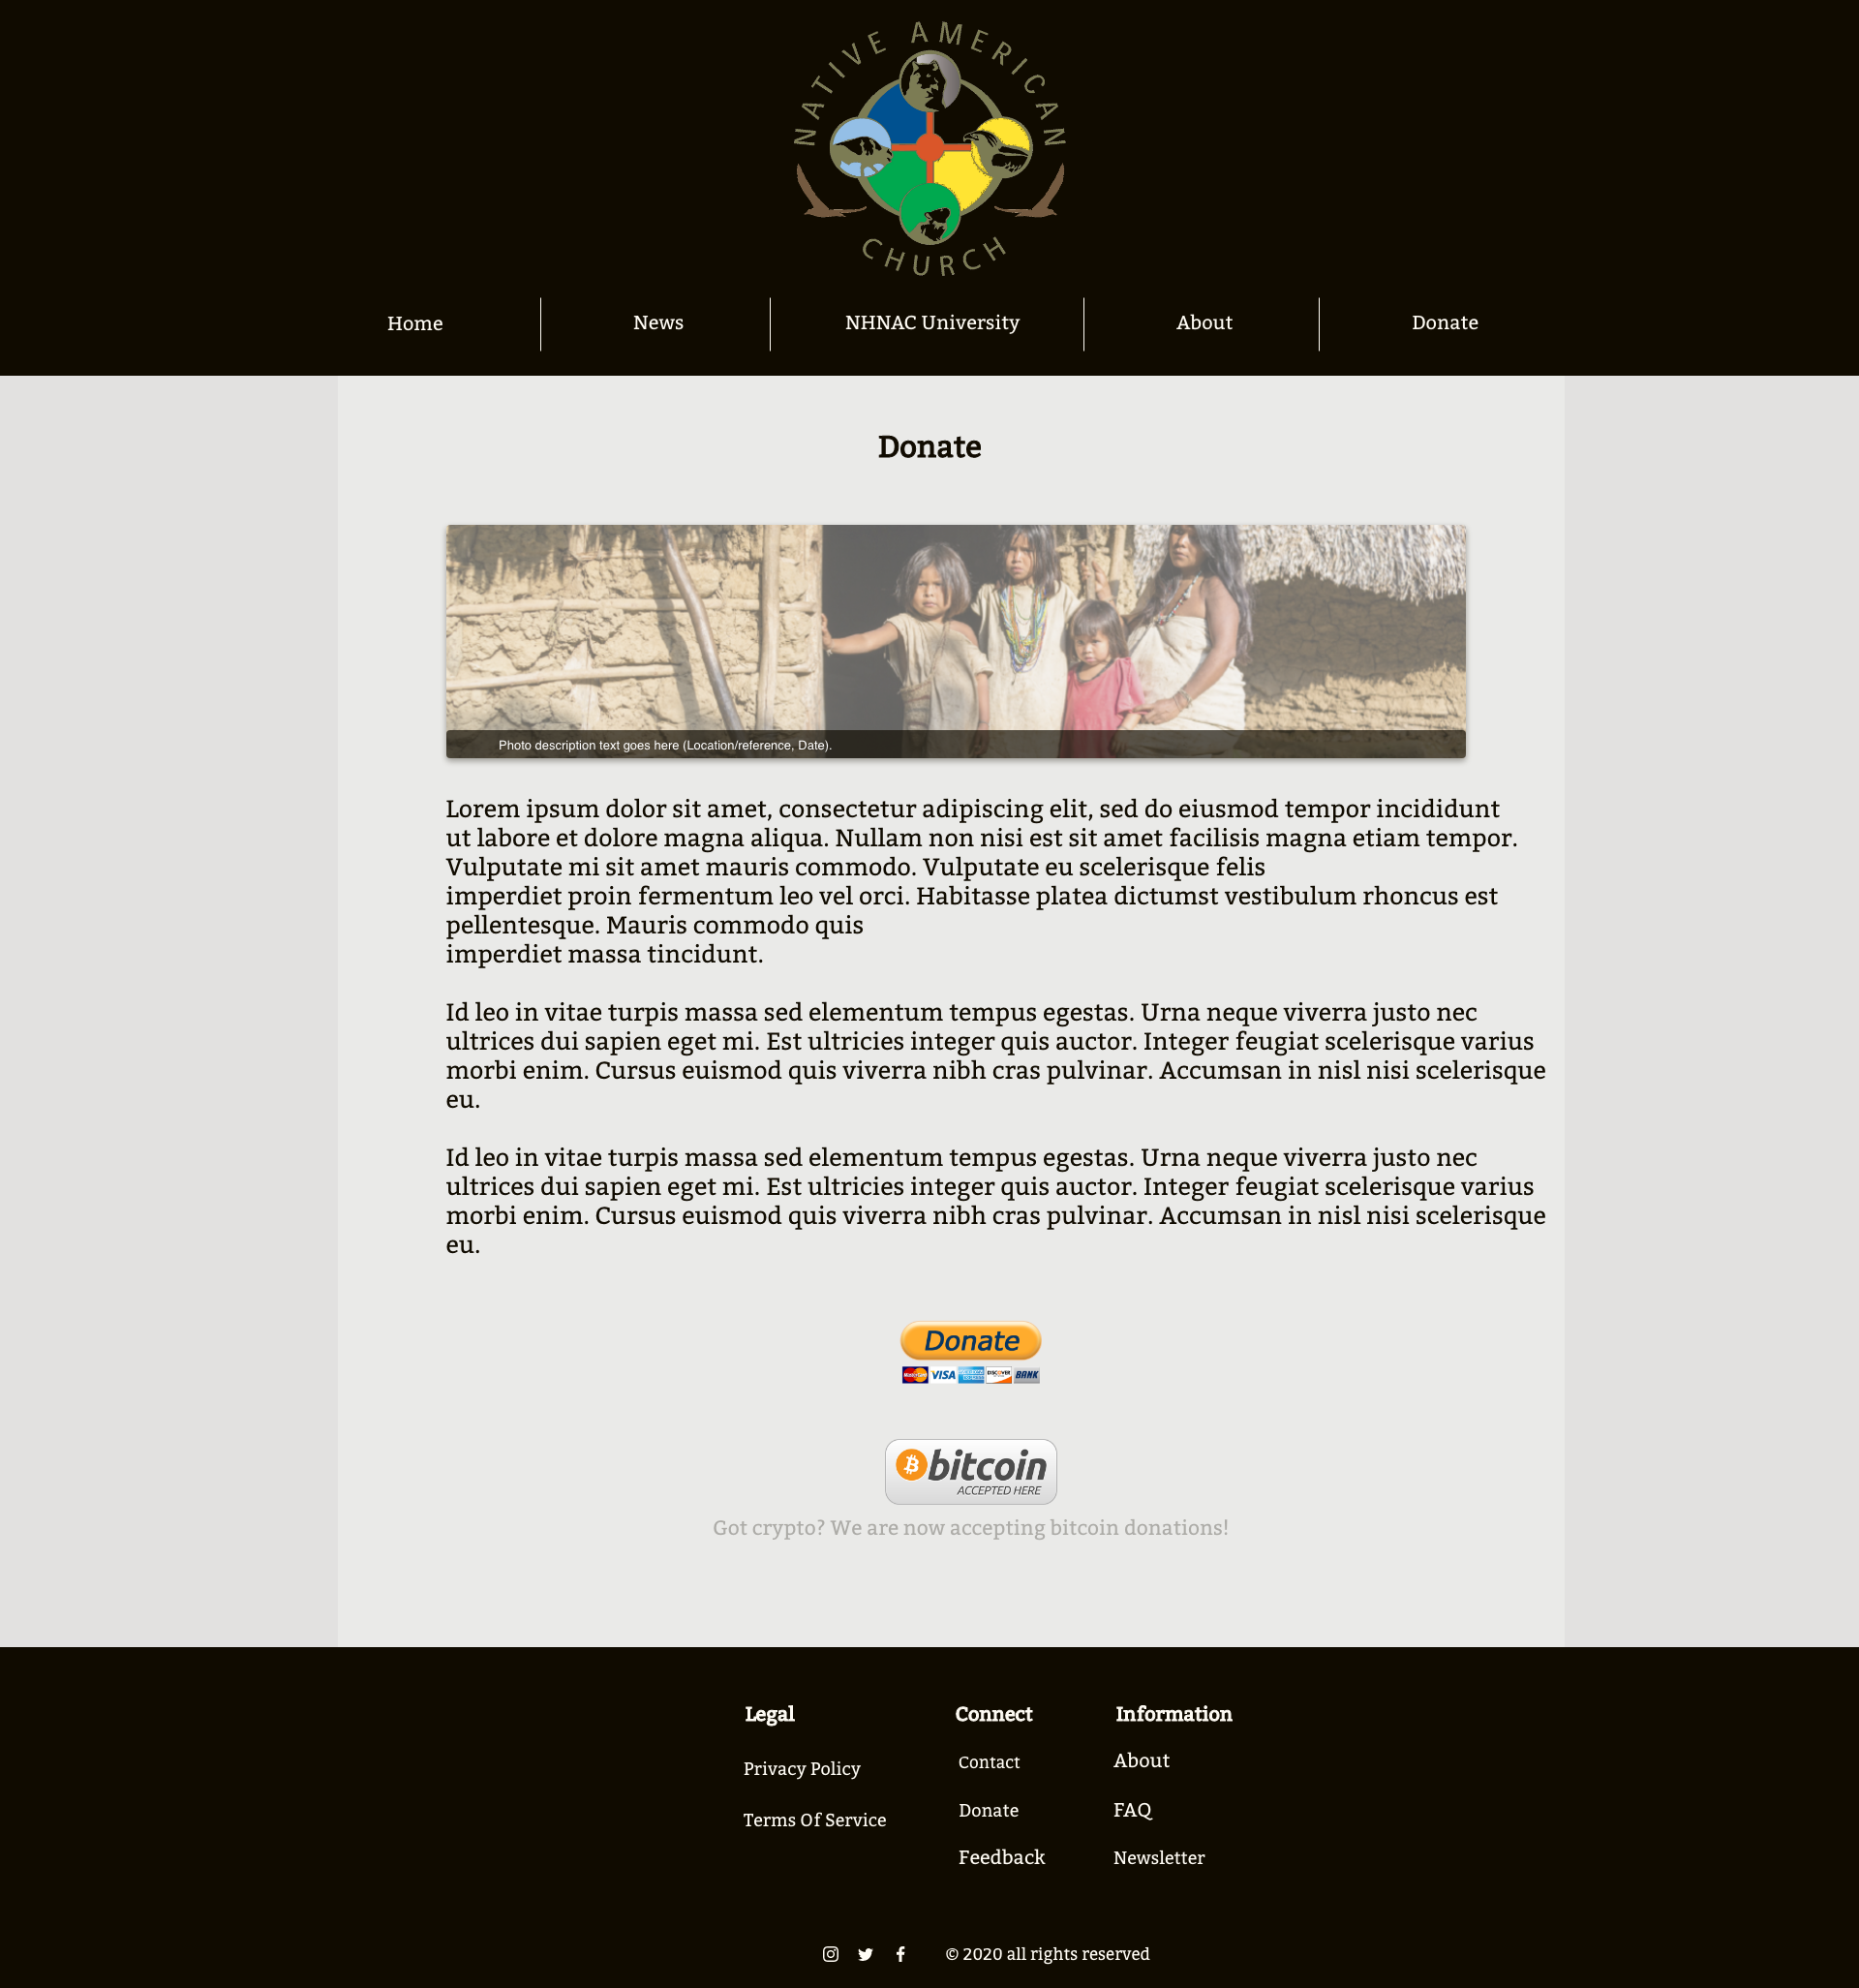 NATIVE AMERICAN
CHURCH
Home
News
NHNAC University
About
Donate
Donate
Photo description text goes here (Location/reference, Date).
Lorem ipsum dolor sit amet, consectetur adipiscing elit, sed do eiusmod tempor incididunt
ut labore et dolore magna aliqua. Nullam non nisi est sit amet facilisis magna etiam tempor.
Vulputate mi sit amet mauris commodo. Vulputate eu scelerisque felis
imperdiet proin fermentum leo vel orci. Habitasse platea dictumst vestibulum rhoncus est
pellentesque. Mauris commodo quis
imperdiet massa tincidunt.
Id leo in vitae turpis massa sed elementum tempus egestas. Urna neque viverra justo nec
ultrices dui sapien eget mi. Est ultricies integer quis auctor. Integer feugiat scelerisque varius
morbi enim. Cursus euismod quis viverra nibh cras pulvinar. Accumsan in nisl nisi scelerisque
eu.
Id leo in vitae turpis massa sed elementum tempus egestas. Urna neque viverra justo nec
ultrices dui sapien eget mi. Est ultricies integer quis auctor. Integer feugiat scelerisque varius
morbi enim. Cursus euismod quis viverra nibh cras pulvinar. Accumsan in nisl nisi scelerisque
eu.
Donate
MasterCard VISA AMERICAN EXPRESS DISCOVER BANK
bitcoin
ACCEPTED HERE
Got crypto? We are now accepting bitcoin donations!
Legal
Privacy Policy
Terms Of Service
Connect
Contact
Donate
Feedback
Information
About
FAQ
Newsletter
© 2020 all rights reserved